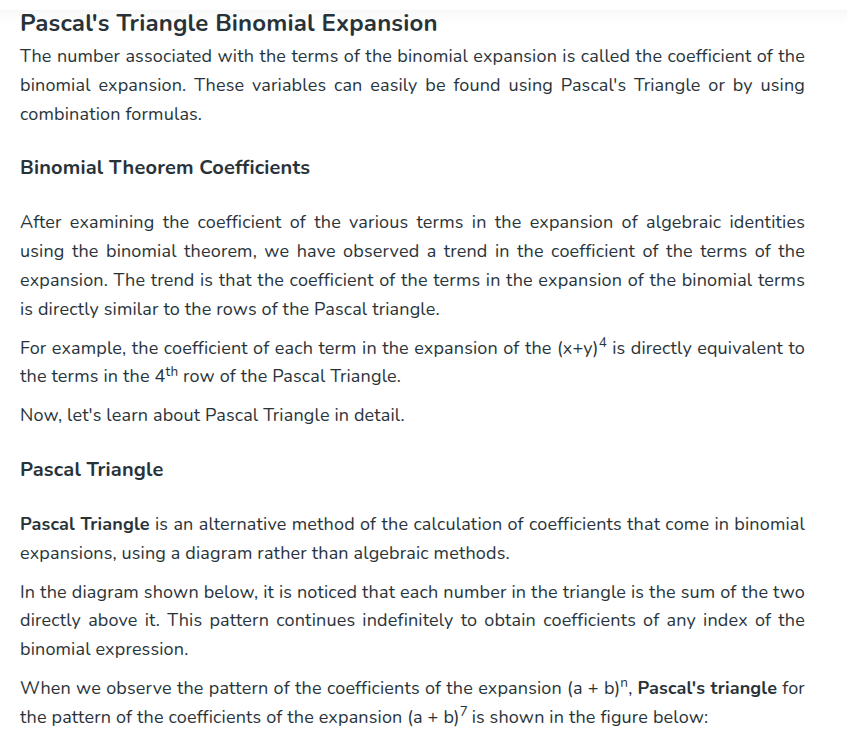 Pascal's Triangle Binomial Expansion
The number associated with the terms of the binomial expansion is called the coefficient of the
binomial expansion. These variables can easily be found using Pascal's Triangle or by using
combination formulas.
Binomial Theorem Coefficients
After examining the coefficient of the various terms in the expansion of algebraic identities
using the binomial theorem, we have observed a trend in the coefficient of the terms of the
expansion. The trend is that the coefficient of the terms in the expansion of the binomial terms
is directly similar to the rows of the Pascal triangle.
For example, the coefficient of each term in the expansion of the (x+y)⁴ is directly equivalent to
the terms in the 4ᵗʰ row of the Pascal Triangle.
Now, let's learn about Pascal Triangle in detail.
Pascal Triangle
Pascal Triangle is an alternative method of the calculation of coefficients that come in binomial
expansions, using a diagram rather than algebraic methods.
In the diagram shown below, it is noticed that each number in the triangle is the sum of the two
directly above it. This pattern continues indefinitely to obtain coefficients of any index of the
binomial expression.
When we observe the pattern of the coefficients of the expansion (a + b)ⁿ, Pascal's triangle for
the pattern of the coefficients of the expansion (a + b)⁷ is shown in the figure below: